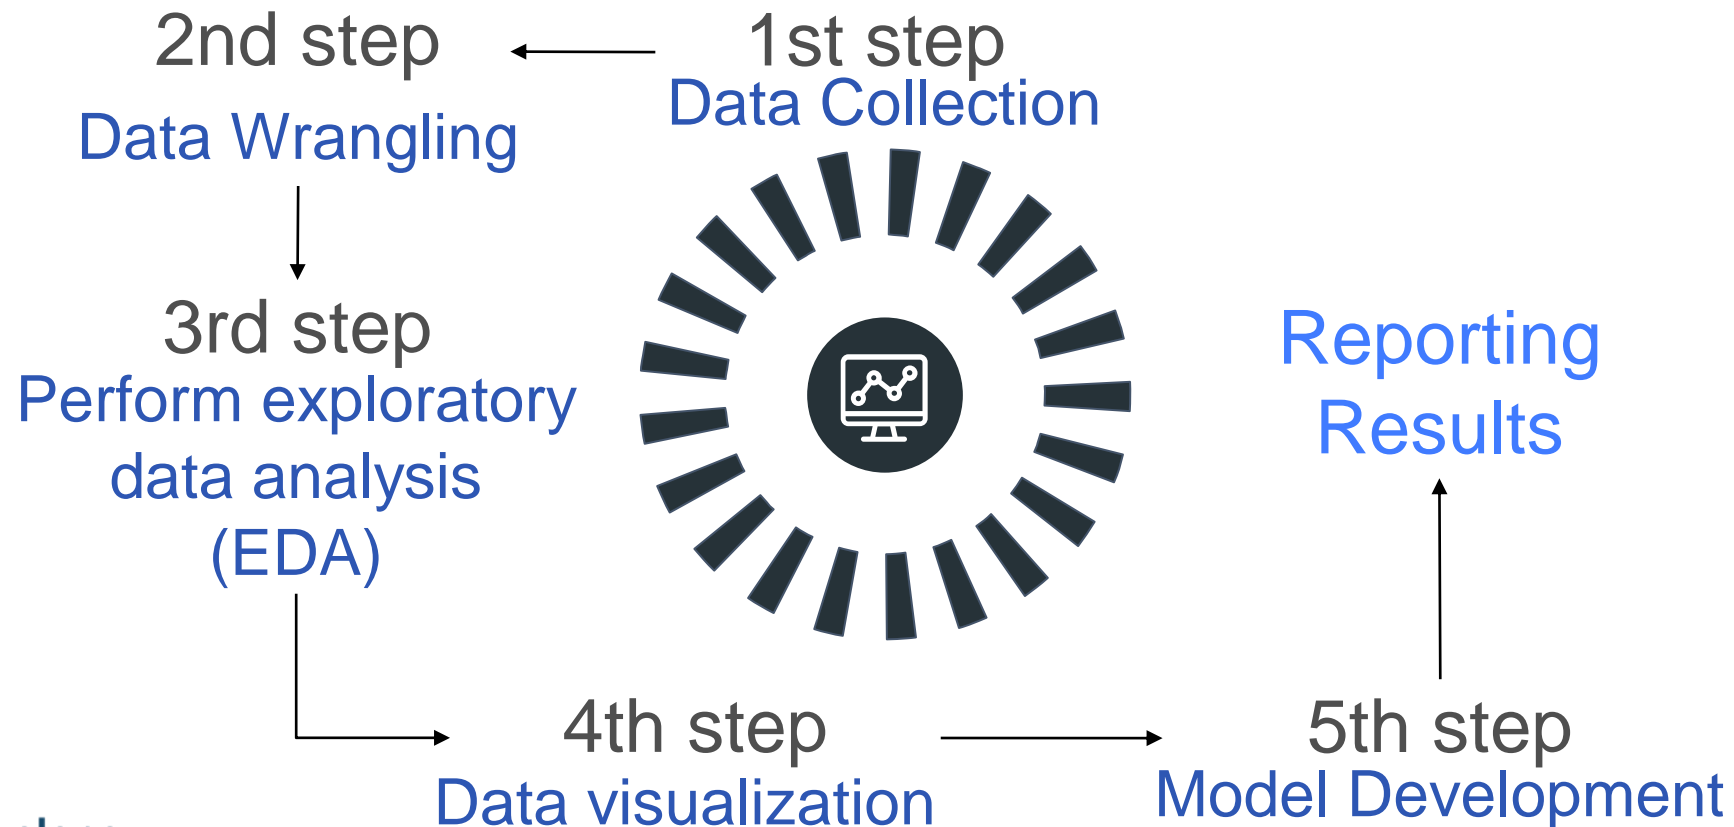 1st step
Data Collection
2nd step
Data Wrangling
3rd step
Perform exploratory
data analysis
(EDA)
4th step
Data visualization
5th step
Model Development
Reporting
Results